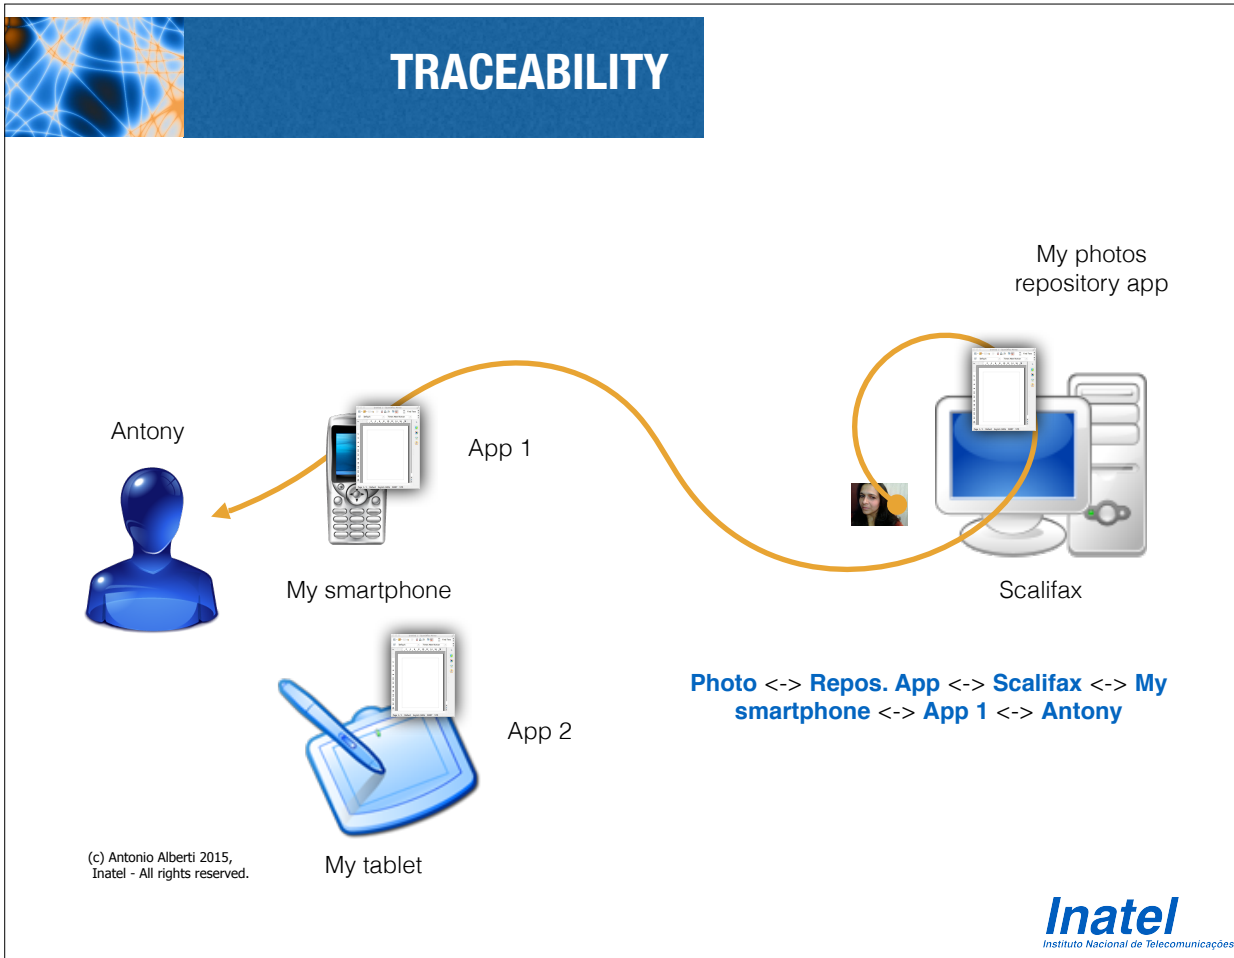 TRACEABILITY
My photos
repository app
Antony
App 1
My smartphone
Scalifax
Photo <-> Repos. App <-> Scalifax <-> My
smartphone <-> App 1 <-> Antony
App 2
My tablet
(c) Antonio Alberti 2015,
Inatel - All rights reserved.
Inatel
Instituto Nacional de Telecomunicações